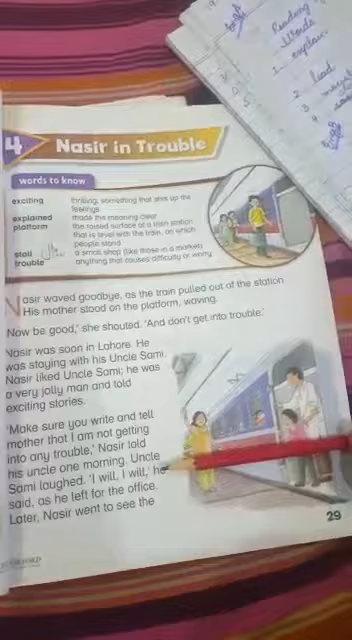 Reading
Words
1 explain
2 lead
3
4
4 Nasir in Trouble
words to know
exciting thrilling, something that stirs up the
feelings
explained made the meaning clear
platform the raised surface at a train station
that is level with the train, on which
people stand
stall a small shop (like those in a market)
trouble anything that causes difficulty or worry
Nasir waved goodbye, as the train pulled out of the station.
His mother stood on the platform, waving.
Now be good,' she shouted. 'And don't get into trouble.'
Nasir was soon in Lahore. He
was staying with his Uncle Sami.
Nasir liked Uncle Sami; he was
a very jolly man and told
exciting stories.
'Make sure you write and tell
mother that I am not getting
into any trouble,' Nasir told
his uncle one morning. Uncle
Sami laughed. 'I will, I will,' he
said, as he left for the office.
Later, Nasir went to see the
29
OXFORD